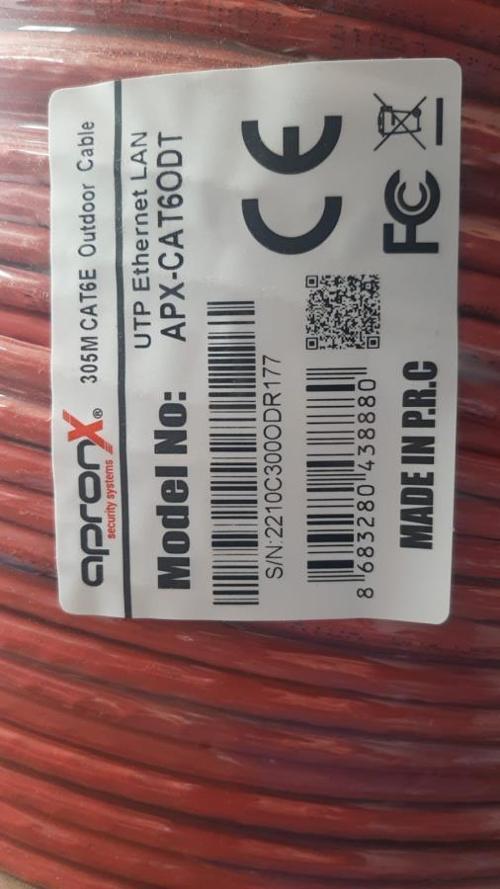 apronX®
security systems
305M CAT6E Outdoor Cable
UTP Ethernet LAN
Model No: APX-CAT6ODT
S/N:2210C300ODR177
8 683280 438880
MADE IN P.R.C
CE
FC